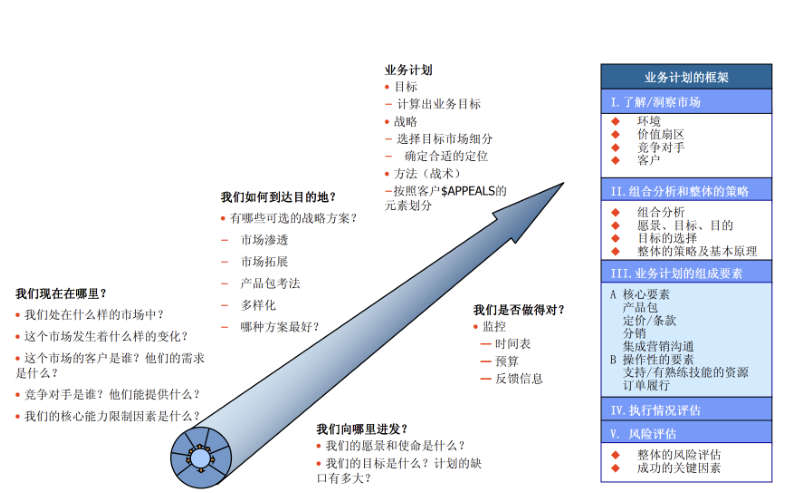 业务计划
• 目标
– 计算出业务目标
• 战略
– 选择目标市场细分
– 确定合适的定位
• 方法（战术）
–按照客户$APPEALS的
元素划分
我们如何到达目的地？
• 有哪些可选的战略方案？
– 市场渗透
– 市场拓展
– 产品包考法
– 多样化
– 哪种方案最好？
我们现在在哪里？
• 我们处在什么样的市场中？
• 这个市场发生着什么样的变化？
• 这个市场的客户是谁？他们的需求
是什么？
• 竞争对手是谁？他们能提供什么？
• 我们的核心能力限制因素是什么？
我们是否做得对？
• 监控
— 时间表
— 预算
— 反馈信息
我们向哪里进发？
• 我们的愿景和使命是什么？
• 我们的目标是什么？计划的缺
口有多大？
业务计划的框架
I.了解/洞察市场
◆ 环境
◆ 价值扇区
◆ 竞争对手
◆ 客户
II.组合分析和整体的策略
◆ 组合分析
◆ 愿景、目标、目的
◆ 目标的选择
◆ 整体的策略及基本原理
III.业务计划的组成要素
A 核心要素
产品包
定价/条款
分销
集成营销沟通
B 操作性的要素
支持/有熟练技能的资源
订单履行
IV.执行情况评估
V. 风险评估
◆ 整体的风险评估
◆ 成功的关键因素